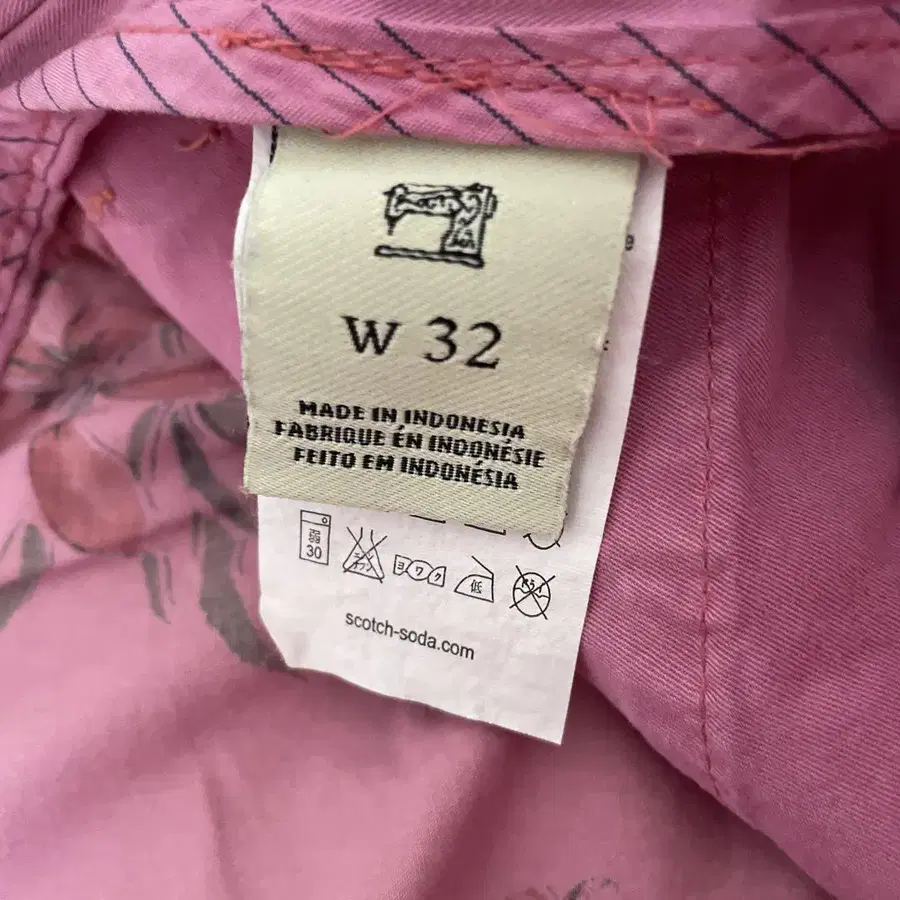 W 32
MADE IN INDONESIA
FABRIQUE ÉN INDONÉSIE
FEITO EM INDONÉSIA
30
ヨワク
低
scotch-soda.com